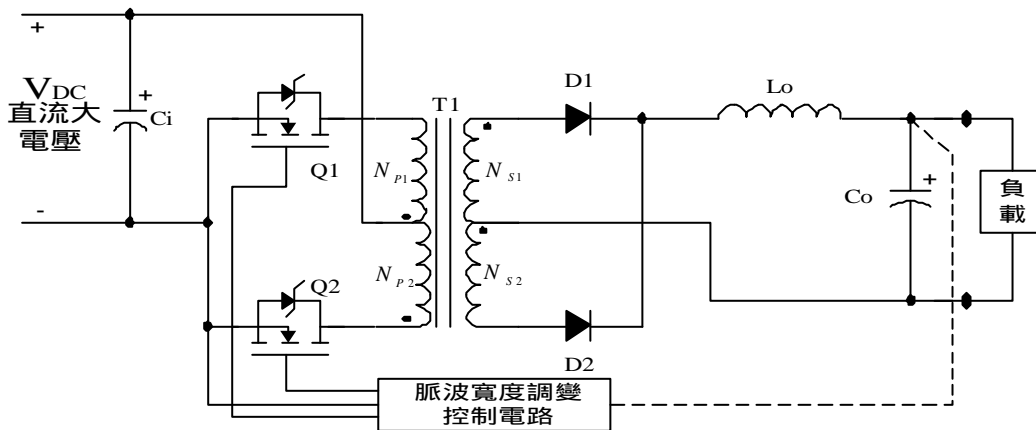 +
VDC
直流大
電壓
-
+
Ci
Q1
Q2
T1
NP1
NP2
NS1
NS2
D1
D2
Lo
Co
+
負
載
脈波寬度調變
控制電路